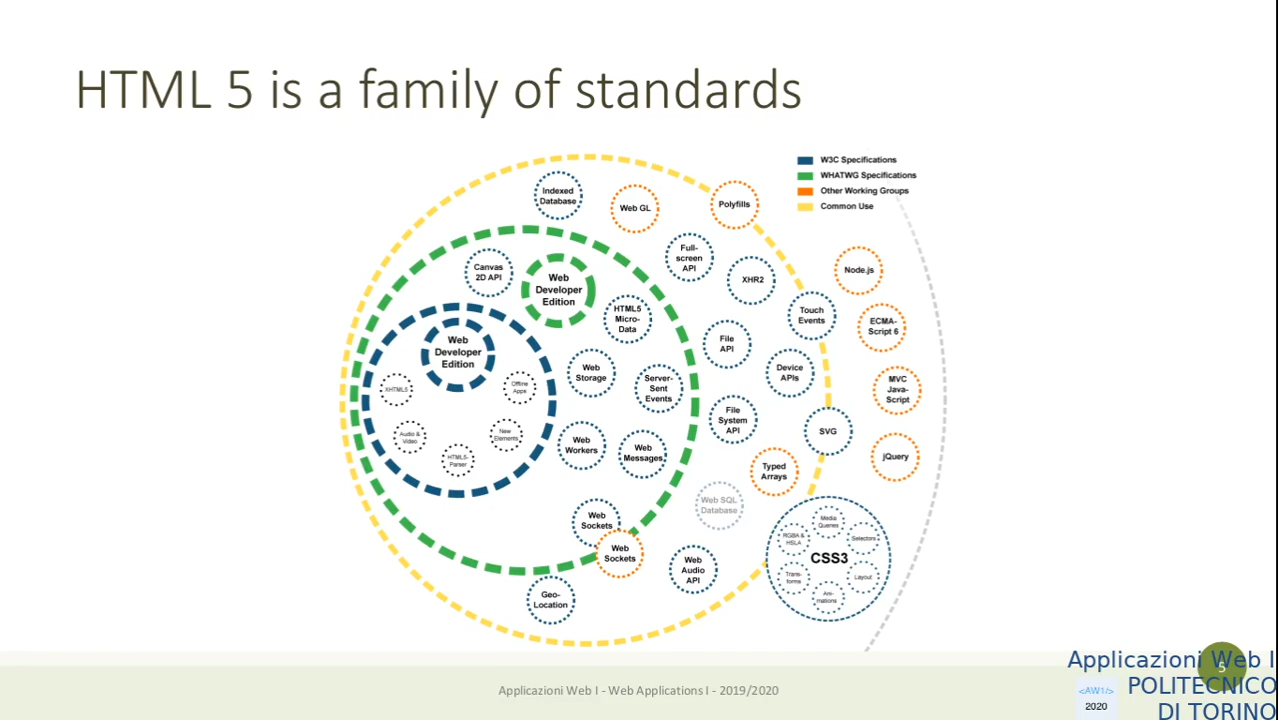 HTML 5 is a family of standards
W3C Specifications
WHATWG Specifications
Other Working Groups
Common Use
Indexed
Database
Web GL
Polyfills
Full-
screen
API
XHR2
Node.js
Canvas
2D API
Web
Developer
Edition
HTML5
Micro-
Data
Touch
Events
ECMA-
Script 6
Web
Developer
Edition
File
API
Web
Storage
Server-
Sent
Events
Device
APIs
MVC
Java-
Script
XHTML5
Offline
Apps
File
System
API
SVG
Audio &
Video
New
Elements
HTML5-
Parser
Web
Workers
Web
Messages
jQuery
Typed
Arrays
Web SQL
Database
Web
Sockets
Web
Sockets
Web
Audio
API
Geo-
Location
Media
Queries
RGBA &
HSLA
Selectors
CSS3
Trans-
forms
Layout
Ani-
mations
Applicazioni Web I - Web Applications I - 2019/2020
5
Applicazioni Web I
POLITECNICO
DI TORINO
<AW1/>
2020